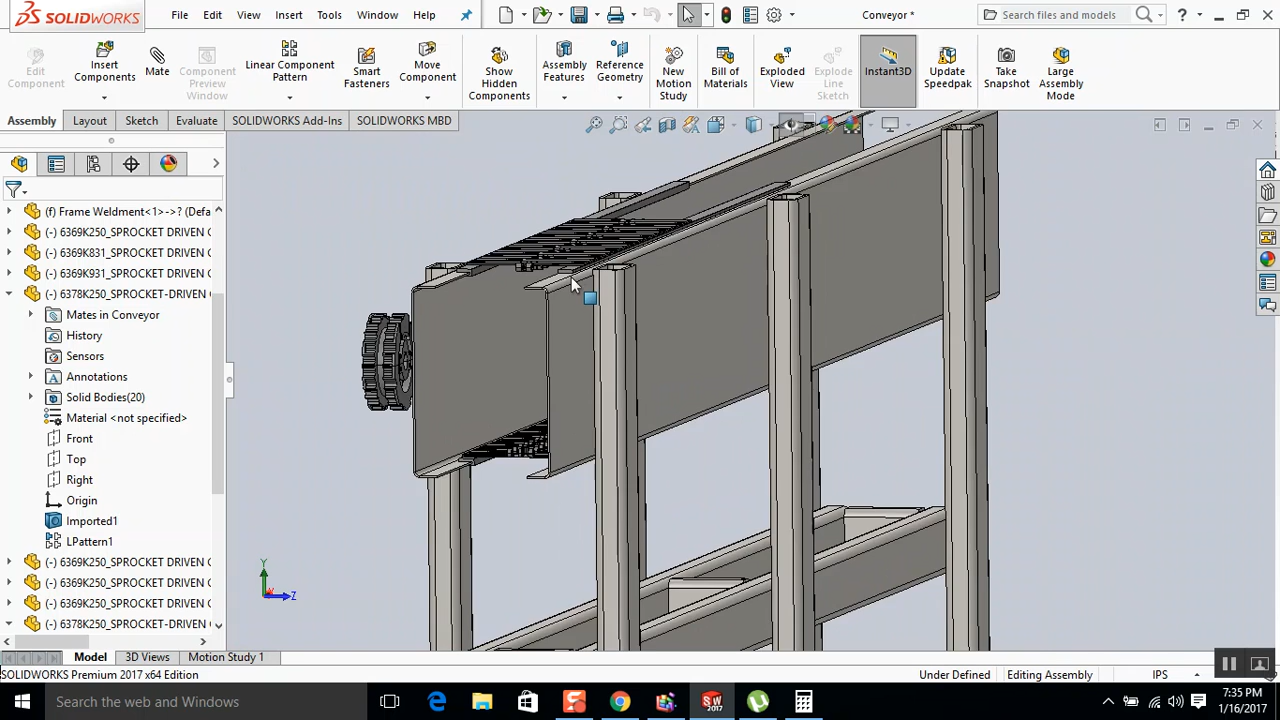 SOLIDWORKS File Edit View Insert Tools Window Help Conveyor * Search files and models ?
Edit Component
Insert Components
Mate
Component Preview Window
Linear Component Pattern
Smart Fasteners
Move Component
Show Hidden Components
Assembly Features
Reference Geometry
New Motion Study
Bill of Materials
Exploded View
Explode Line Sketch
Instant3D
Update Speedpak
Take Snapshot
Large Assembly Mode
Assembly Layout Sketch Evaluate SOLIDWORKS Add-Ins SOLIDWORKS MBD
(f) Frame Weldment<1>->? (Defa
(-) 6369K250_SPROCKET DRIVEN C
(-) 6369K831_SPROCKET DRIVEN C
(-) 6369K931_SPROCKET DRIVEN C
(-) 6378K250_SPROCKET-DRIVEN
Mates in Conveyor
History
Sensors
Annotations
Solid Bodies(20)
Material <not specified>
Front
Top
Right
Origin
Imported1
LPattern1
(-) 6369K250_SPROCKET DRIVEN C
(-) 6369K250_SPROCKET DRIVEN C
(-) 6369K250_SPROCKET DRIVEN C
(-) 6378K250_SPROCKET-DRIVEN
Y
Z
Model 3D Views Motion Study 1
SOLIDWORKS Premium 2017 x64 Edition Under Defined Editing Assembly IPS
Search the web and Windows
7:35 PM
1/16/2017